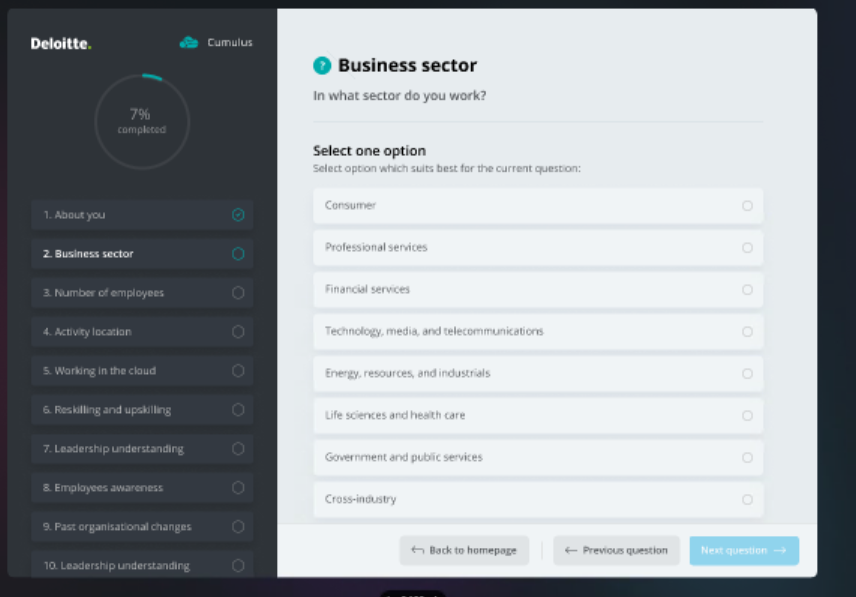 Deloitte.
Cumulus
7%
completed
1. About you
2. Business sector
3. Number of employees
4. Activity location
5. Working in the cloud
6. Reskilling and upskilling
7. Leadership understanding
8. Employees awareness
9. Past organisational changes
10. Leadership understanding
? Business sector
In what sector do you work?
Select one option
Select option which suits best for the current question:
Consumer
Professional services
Financial services
Technology, media, and telecommunications
Energy, resources, and industrials
Life sciences and health care
Government and public services
Cross-industry
Back to homepage
Previous question
Next question